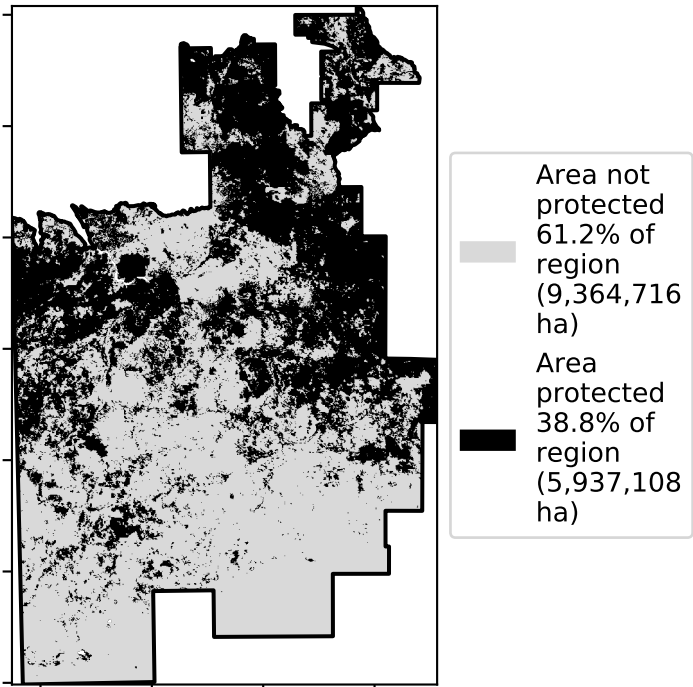 Area not
protected
61.2% of
region
(9,364,716
ha)
Area
protected
38.8% of
region
(5,937,108
ha)